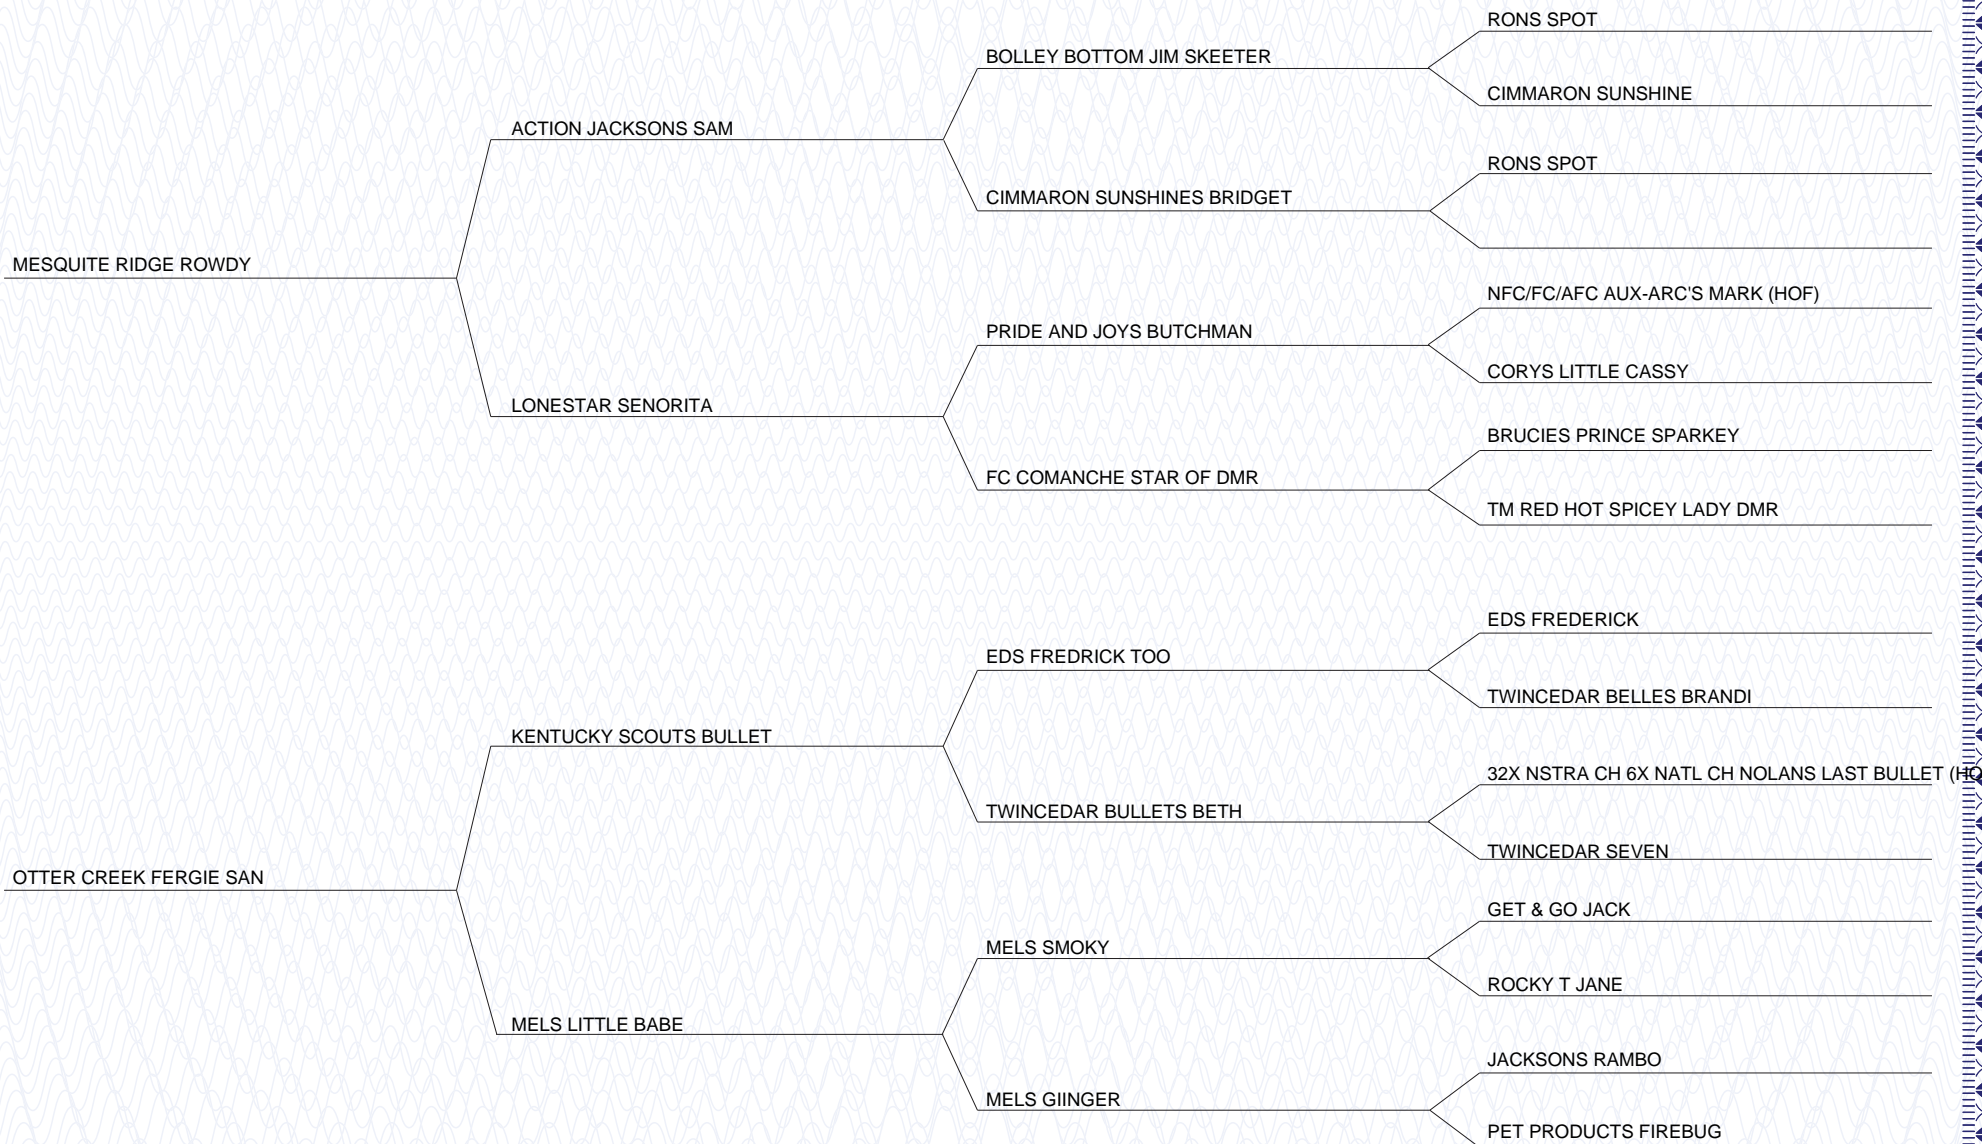 RONS SPOT
BOLLEY BOTTOM JIM SKEETER
CIMMARON SUNSHINE
ACTION JACKSONS SAM
RONS SPOT
CIMMARON SUNSHINES BRIDGET
MESQUITE RIDGE ROWDY
NFC/FC/AFC AUX-ARC'S MARK (HOF)
PRIDE AND JOYS BUTCHMAN
CORYS LITTLE CASSY
LONESTAR SENORITA
BRUCIES PRINCE SPARKEY
FC COMANCHE STAR OF DMR
TM RED HOT SPICEY LADY DMR
EDS FREDERICK
EDS FREDRICK TOO
TWINCEDAR BELLES BRANDI
KENTUCKY SCOUTS BULLET
32X NSTRA CH 6X NATL CH NOLANS LAST BULLET
TWINCEDAR BULLETS BETH
TWINCEDAR SEVEN
OTTER CREEK FERGIE SAN
GET & GO JACK
MELS SMOKY
ROCKY T JANE
MELS LITTLE BABE
JACKSONS RAMBO
MELS GIINGER
PET PRODUCTS FIREBUG